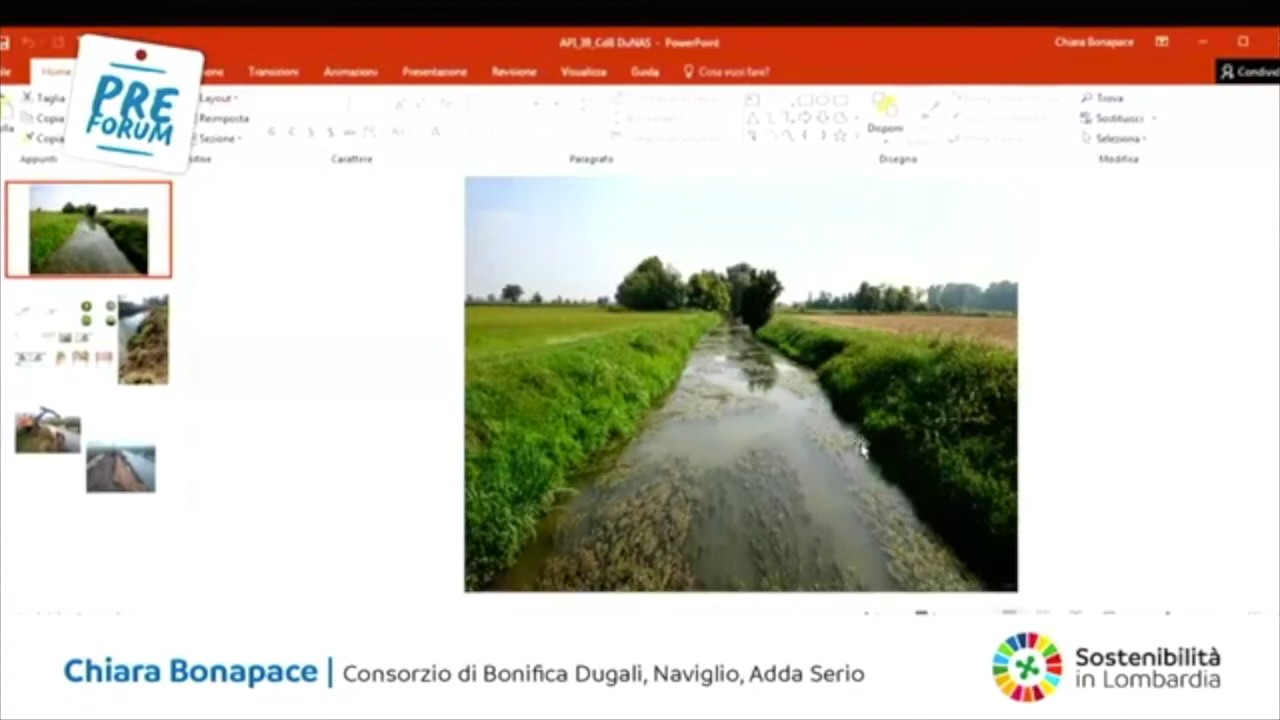 API_39_CdB DuNAS - PowerPoint
Chiara Bonapace
Home
Transizioni
Animazioni
Presentazione
Revisione
Visualizza
Guida
Cosa vuoi fare?
Condivid
PRE
FORUM
Taglia
Copia
Copia
Appunti
Layout
Reimposta
Sezione
Carattere
Paragrafo
Disponi
Disegno
Trova
Sostituisci
Seleziona
Modifica
Chiara Bonapace | Consorzio di Bonifica Dugali, Naviglio, Adda Serio
Sostenibilità
in Lombardia